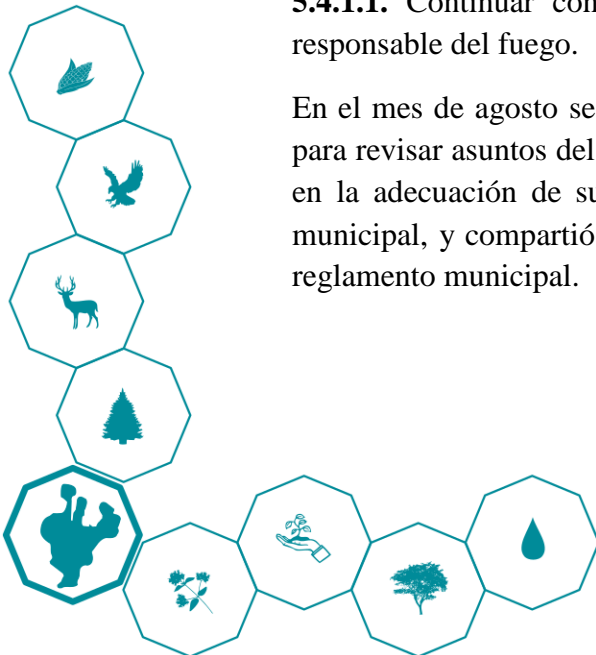 5.4.1.1. Continuar con
responsable del fuego.
En el mes de agosto se
para revisar asuntos del
en la adecuación de su
municipal, y compartió
reglamento municipal.